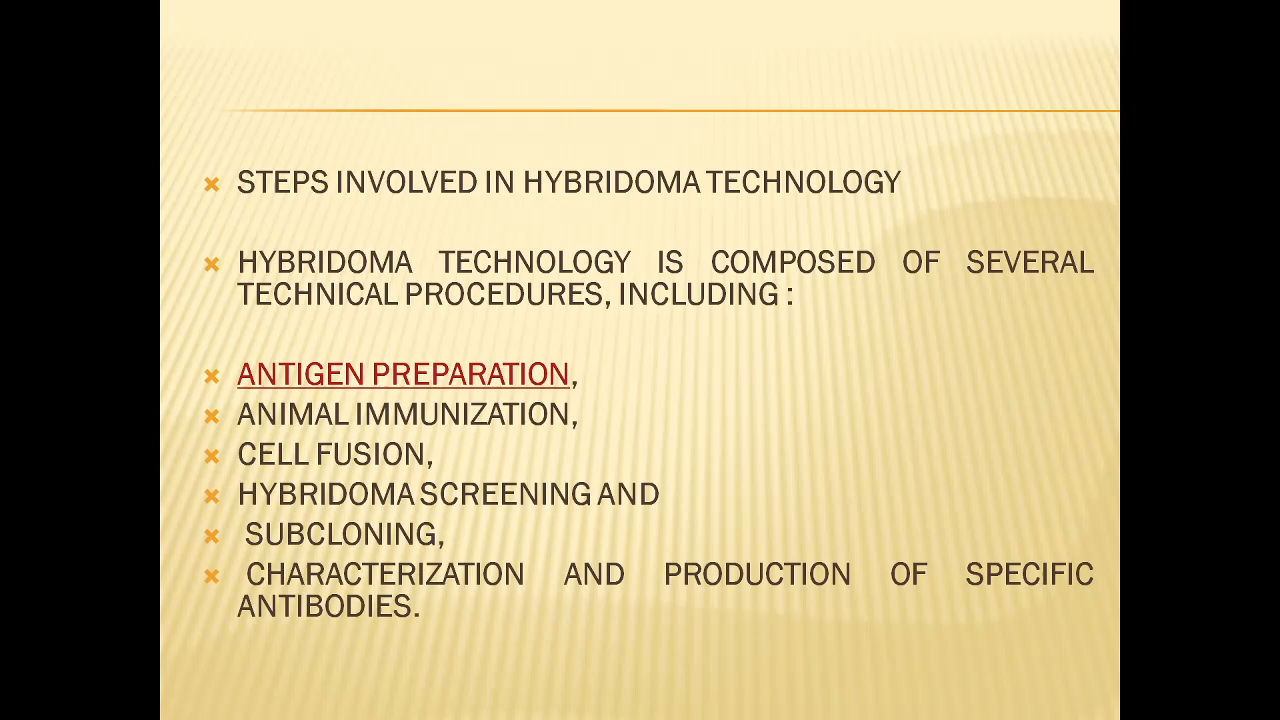 STEPS INVOLVED IN HYBRIDOMA TECHNOLOGY
HYBRIDOMA TECHNOLOGY IS COMPOSED OF SEVERAL
TECHNICAL PROCEDURES, INCLUDING :
ANTIGEN PREPARATION,
ANIMAL IMMUNIZATION,
CELL FUSION,
HYBRIDOMA SCREENING AND
SUBCLONING,
CHARACTERIZATION AND PRODUCTION OF SPECIFIC
ANTIBODIES.